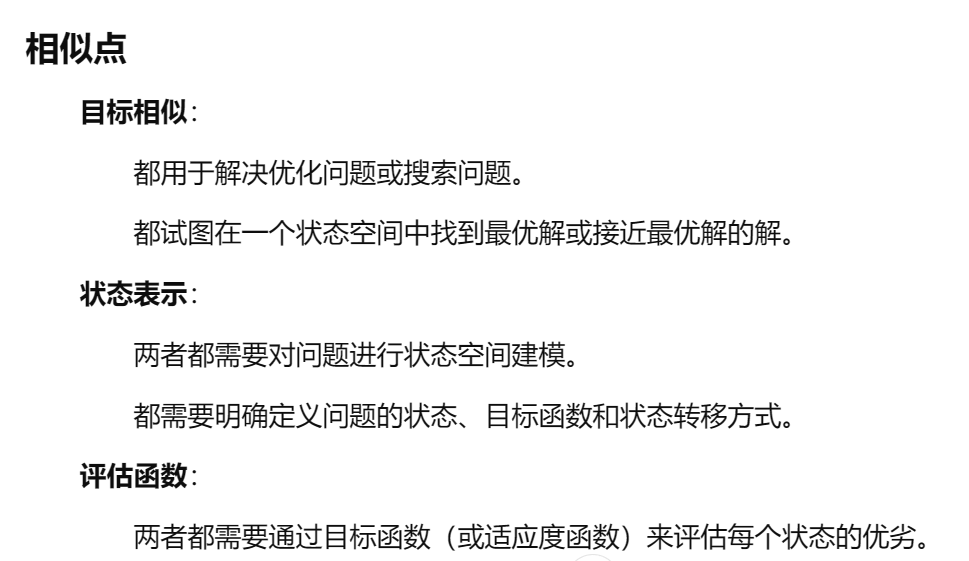 相似点
目标相似：
都用于解决优化问题或搜索问题。
都试图在一个状态空间中找到最优解或接近最优解的解。
状态表示：
两者都需要对问题进行状态空间建模。
都需要明确定义问题的状态、目标函数和状态转移方式。
评估函数：
两者都需要通过目标函数（或适应度函数）来评估每个状态的优劣。